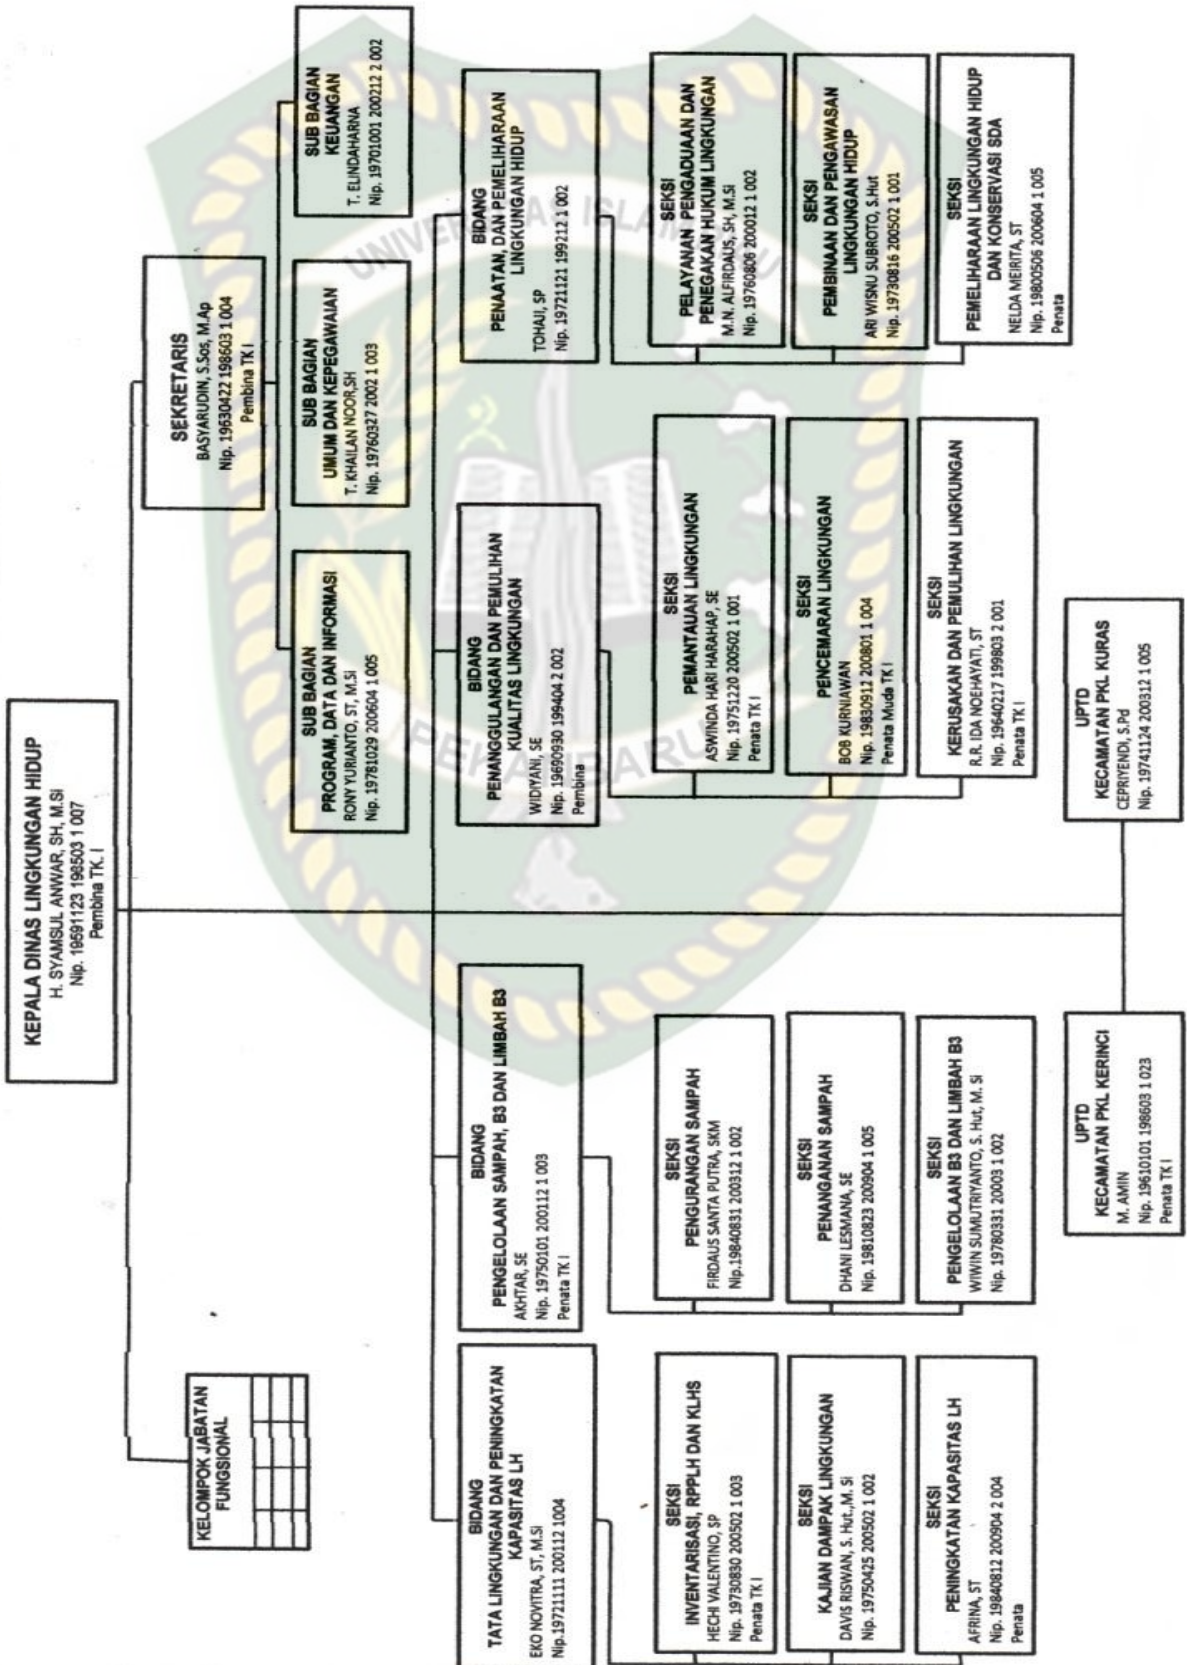 KEPALA DINAS LINGKUNGAN HIDUP
H. SYAMSUL ANWAR, SH, M.Si
Nip. 19591123 198503 1 007
Pembina TK. I
KELOMPOK JABATAN
FUNGSIONAL
SEKRETARIS
BASYARUDIN, S.Sos, M.Ap
Nip. 19630422 198603 1 004
Pembina TK I
SUB BAGIAN
PROGRAM, DATA DAN INFORMASI
RONY YURIANTO, ST, M.Si
Nip. 19781029 200604 1 005
SUB BAGIAN
UMUM DAN KEPEGAWAIAN
T. KHAILAN NOOR,SH
Nip. 19760327 2002 1 003
SUB BAGIAN
KEUANGAN
T. ELINDAHARNA
Nip. 19701001 200212 2 002
BIDANG
TATA LINGKUNGAN DAN PENINGKATAN
KAPASITAS LH
EKO NOVITRA, ST, M.Si
Nip.19721111 200112 1004
BIDANG
PENGELOLAAN SAMPAH, B3 DAN LIMBAH B3
AKHTAR, SE
Nip. 19750101 200112 1 003
Penata TK I
BIDANG
PENANGGULANGAN DAN PEMULIHAN
KUALITAS LINGKUNGAN
WIDIYANI, SE
Nip. 19690930 199404 2 002
Pembina
BIDANG
PENAATAN, DAN PEMELIHARAAN
LINGKUNGAN HIDUP
TOHAJI, SP
Nip. 19721121 199212 1 002
SEKSI
INVENTARISASI, RPPLH DAN KLHS
HECHI VALENTINO, SP
Nip. 19730830 200502 1 003
Penata TK I
SEKSI
PENGURANGAN SAMPAH
FIRDAUS SANTA PUTRA, SKM
Nip.19840831 200312 1 002
SEKSI
PEMANTAUAN LINGKUNGAN
ASWINDA HARI HARAHAP, SE
Nip. 19751220 200502 1 001
Penata TK I
SEKSI
PELAYANAN PENGADUAAN DAN
PENEGAKAN HUKUM LINGKUNGAN
M.N. ALFIRDAUS, SH, M.Si
Nip. 19760806 200012 1 002
SEKSI
KAJIAN DAMPAK LINGKUNGAN
DAVIS RISWAN, S. Hut.,M. Si
Nip. 19750425 200502 1 002
SEKSI
PENANGANAN SAMPAH
DHANI LESMANA, SE
Nip. 19810823 200904 1 005
SEKSI
PENCEMARAN LINGKUNGAN
BOB KURNIAWAN
Nip. 19830912 200801 1 004
Penata Muda TK I
SEKSI
PEMBINAAN DAN PENGAWASAN
LINGKUNGAN HIDUP
ARI WISNU SUBROTO, S.Hut
Nip. 19730816 200502 1 001
SEKSI
PENINGKATAN KAPASITAS LH
AFRINA, ST
Nip. 19840812 200904 2 004
Penata
SEKSI
PENGELOLAAN B3 DAN LIMBAH B3
WIWIN SUMUTRIYANTO, S. Hut, M. Si
Nip. 19780331 20003 1 002
SEKSI
KERUSAKAN DAN PEMULIHAN LINGKUNGAN
R.R. IDA NOEHAYATI, ST
Nip. 19640217 199803 2 001
Penata TK I
SEKSI
PEMELIHARAAN LINGKUNGAN HIDUP
DAN KONSERVASI SDA
NELDA MEIRITA, ST
Nip. 19800506 200604 1 005
Penata
UPTD
KECAMATAN PKL KERINCI
M. AMIN
Nip. 19610101 198603 1 023
Penata TK I
UPTD
KECAMATAN PKL KURAS
CEPRIYENDI, S.Pd
Nip. 19741124 200312 1 005
UNIVERSITAS ISLAM RIAU
PEKANBARU